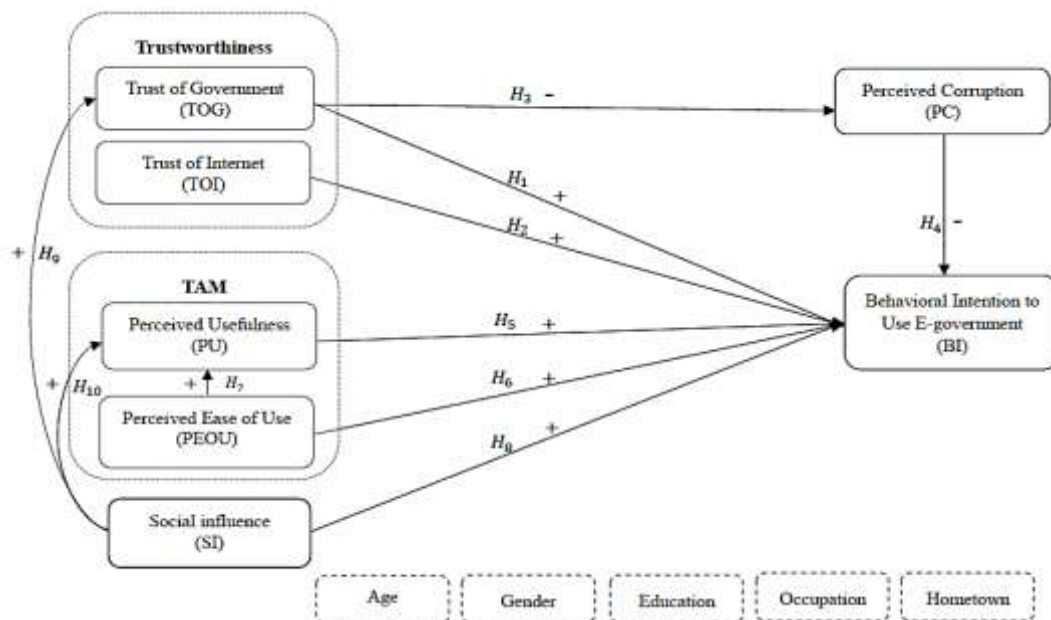 Trustworthiness
Trust of Government
(TOG)
Trust of Internet
(TOI)
H₃ -
Perceived Corruption
(PC)
H₁ +
H₂ +
H₄ -
+ H₉
TAM
Perceived Usefulness
(PU)
H₅ +
Behavioral Intention to
Use E-government
(BI)
+ H₁₀
+ H₇
H₆ +
Perceived Ease of Use
(PEOU)
H₈ +
Social influence
(SI)
Age
Gender
Education
Occupation
Hometown